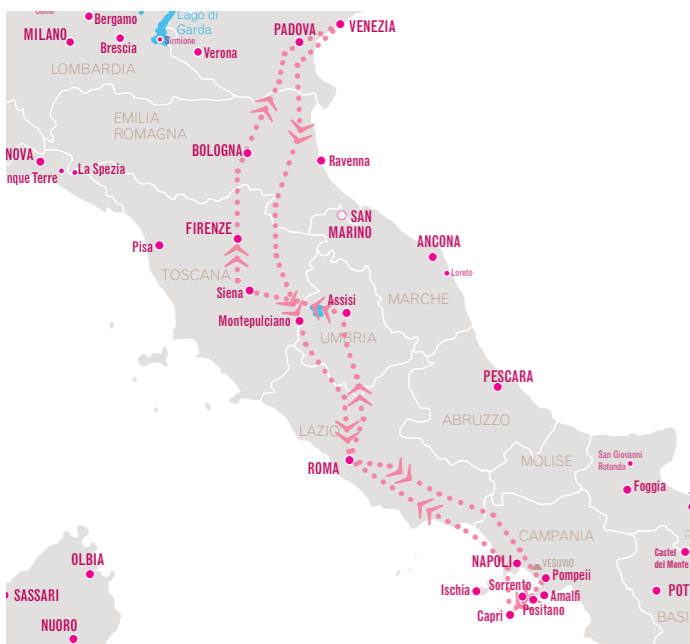 Lago di
Garda
Bergamo
MILANO
Brescia
Sirmione
Verona
PADOVA
VENEZIA
LOMBARDIA
EMILIA
ROMAGNA
BOLOGNA
Ravenna
NOVA
nque Terre
La Spezia
SAN
MARINO
FIRENZE
Pisa
ANCONA
Loreto
TOSCANA
Siena
Assisi
MARCHE
Montepulciano
UMBRIA
PESCARA
LAZIO
ABRUZZO
ROMA
MOLISE
San Giovanni
Rotondo
Foggia
CAMPANIA
NAPOLI
VESUVIO
Pompeii
Castel
del Monte
OLBIA
Ischia
Sorrento
Amalfi
POT
SASSARI
Positano
Capri
BASI
NUORO